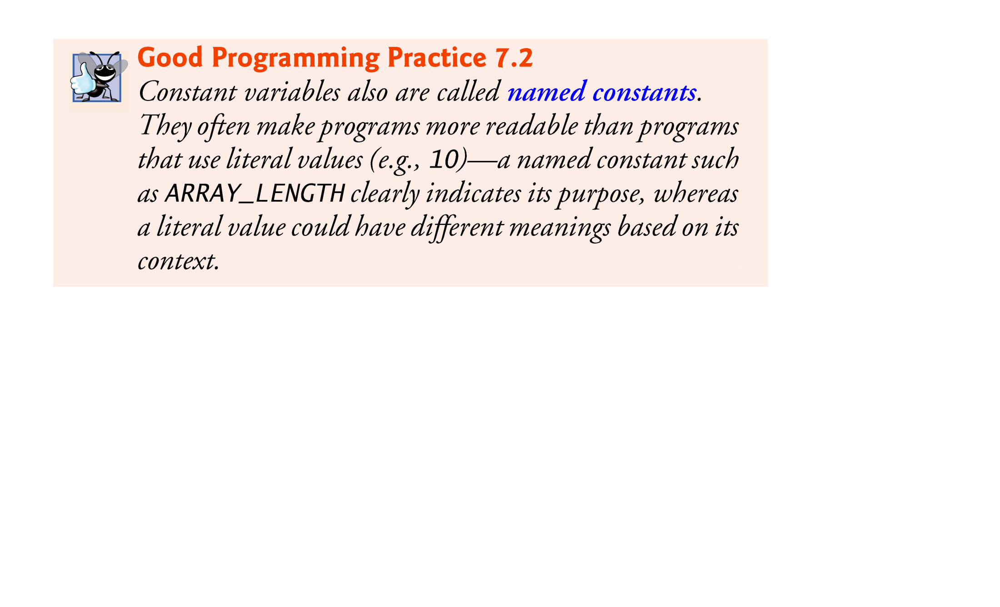 Good Programming Practice 7.2
Constant variables also are called named constants.
They often make programs more readable than programs
that use literal values (e.g., 10)—a named constant such
as ARRAY_LENGTH clearly indicates its purpose, whereas
a literal value could have different meanings based on its
context.